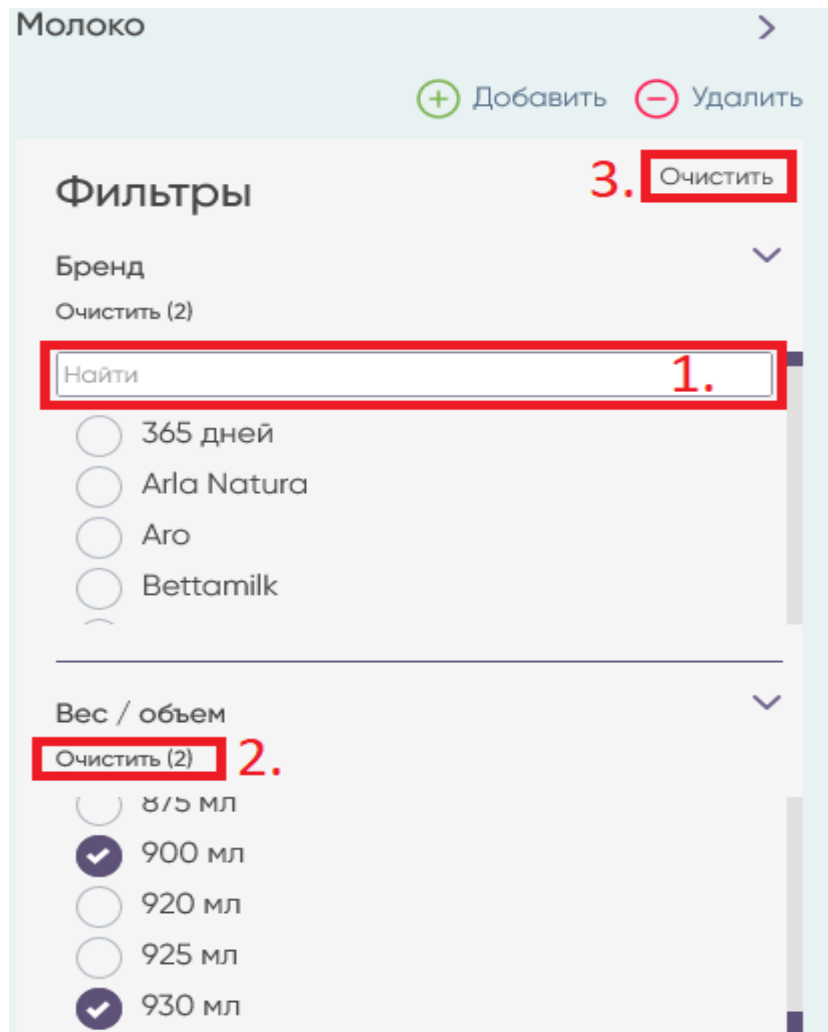 Молоко
Добавить Удалить
Фильтры 3. Очистить
Бренд
Очистить (2)
Найти 1.
365 дней
Arla Natura
Aro
Bettamilk
Вес / объем
Очистить (2) 2.
875 мл
900 мл
920 мл
925 мл
930 мл